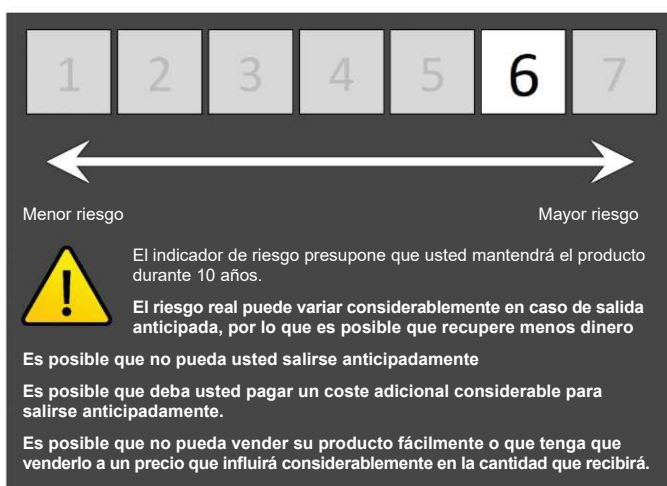 1 2 3 4 5 6 7
Menor riesgo Mayor riesgo
El indicador de riesgo presupone que usted mantendrá el producto
durante 10 años.
El riesgo real puede variar considerablemente en caso de salida
anticipada, por lo que es posible que recupere menos dinero
Es posible que no pueda usted salirse anticipadamente
Es posible que deba usted pagar un coste adicional considerable para
salirse anticipadamente.
Es posible que no pueda vender su producto fácilmente o que tenga que
venderlo a un precio que influirá considerablemente en la cantidad que recibirá.